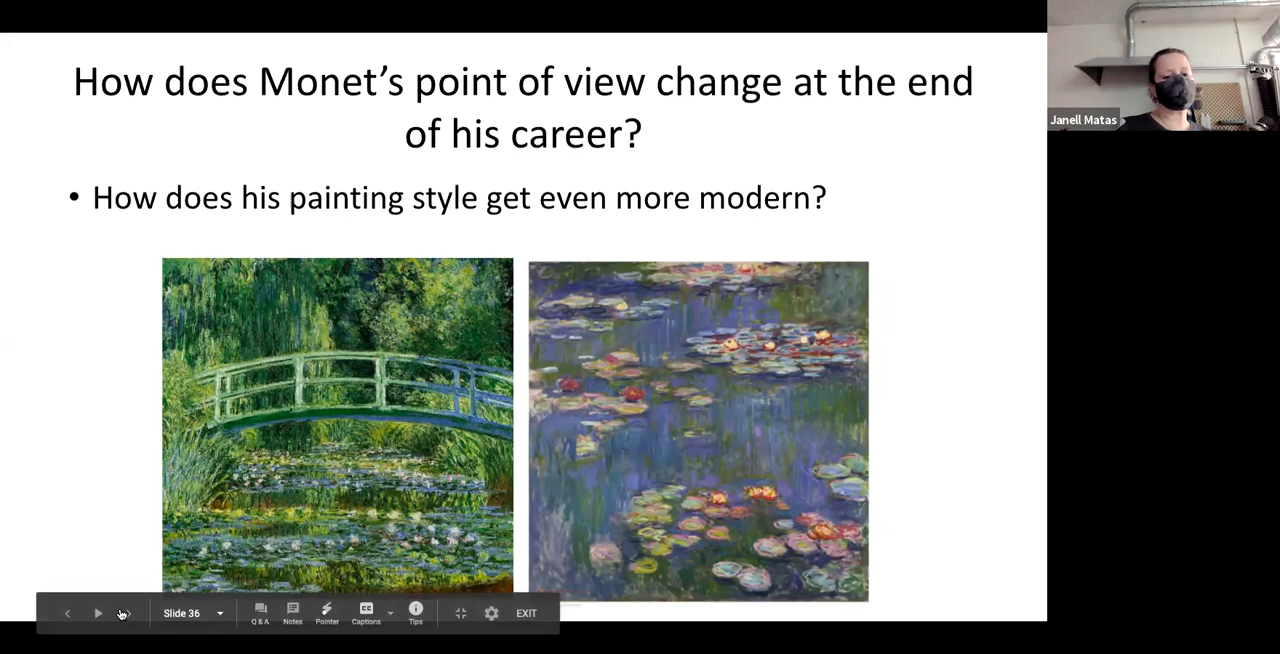 How does Monet’s point of view change at the end
of his career?
• How does his painting style get even more modern?
Janell Matas
Slide 36
Q & A
Notes
Pointer
Captions
Tips
EXIT